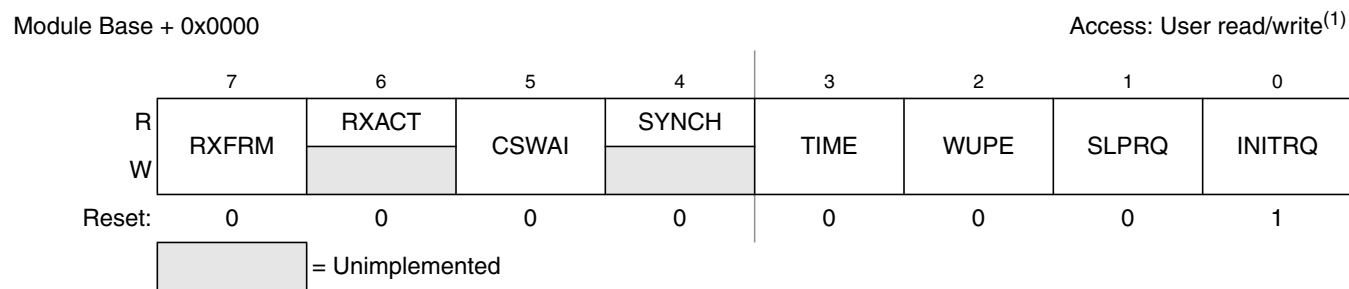 Module Base + 0x0000 Access: User read/write(1)
7 6 5 4 3 2 1 0
R RXFRM RXACT CSWAI SYNCH TIME WUPE SLPRQ INITRQ
W
Reset: 0 0 0 0 0 0 0 1
= Unimplemented